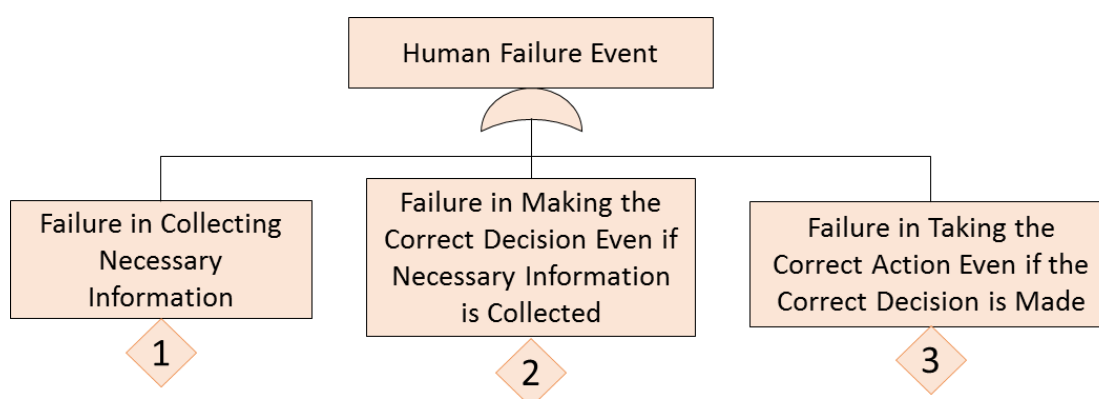 Human Failure Event
Failure in Collecting
Necessary
Information
1
Failure in Making the
Correct Decision Even if
Necessary Information
is Collected
2
Failure in Taking the
Correct Action Even if the
Correct Decision is Made
3